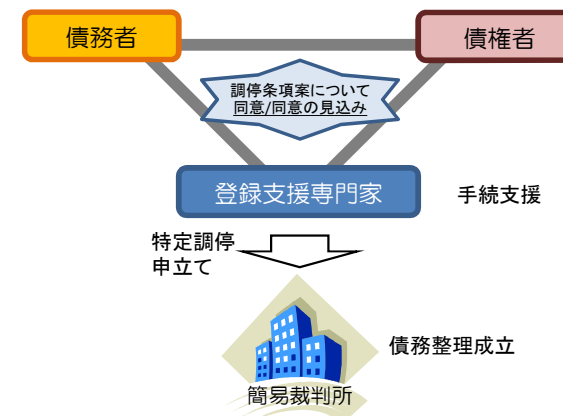 債務者
債権者
調停条項案について
同意/同意の見込み
登録支援専門家
手続支援
特定調停
申立て
債務整理成立
簡易裁判所